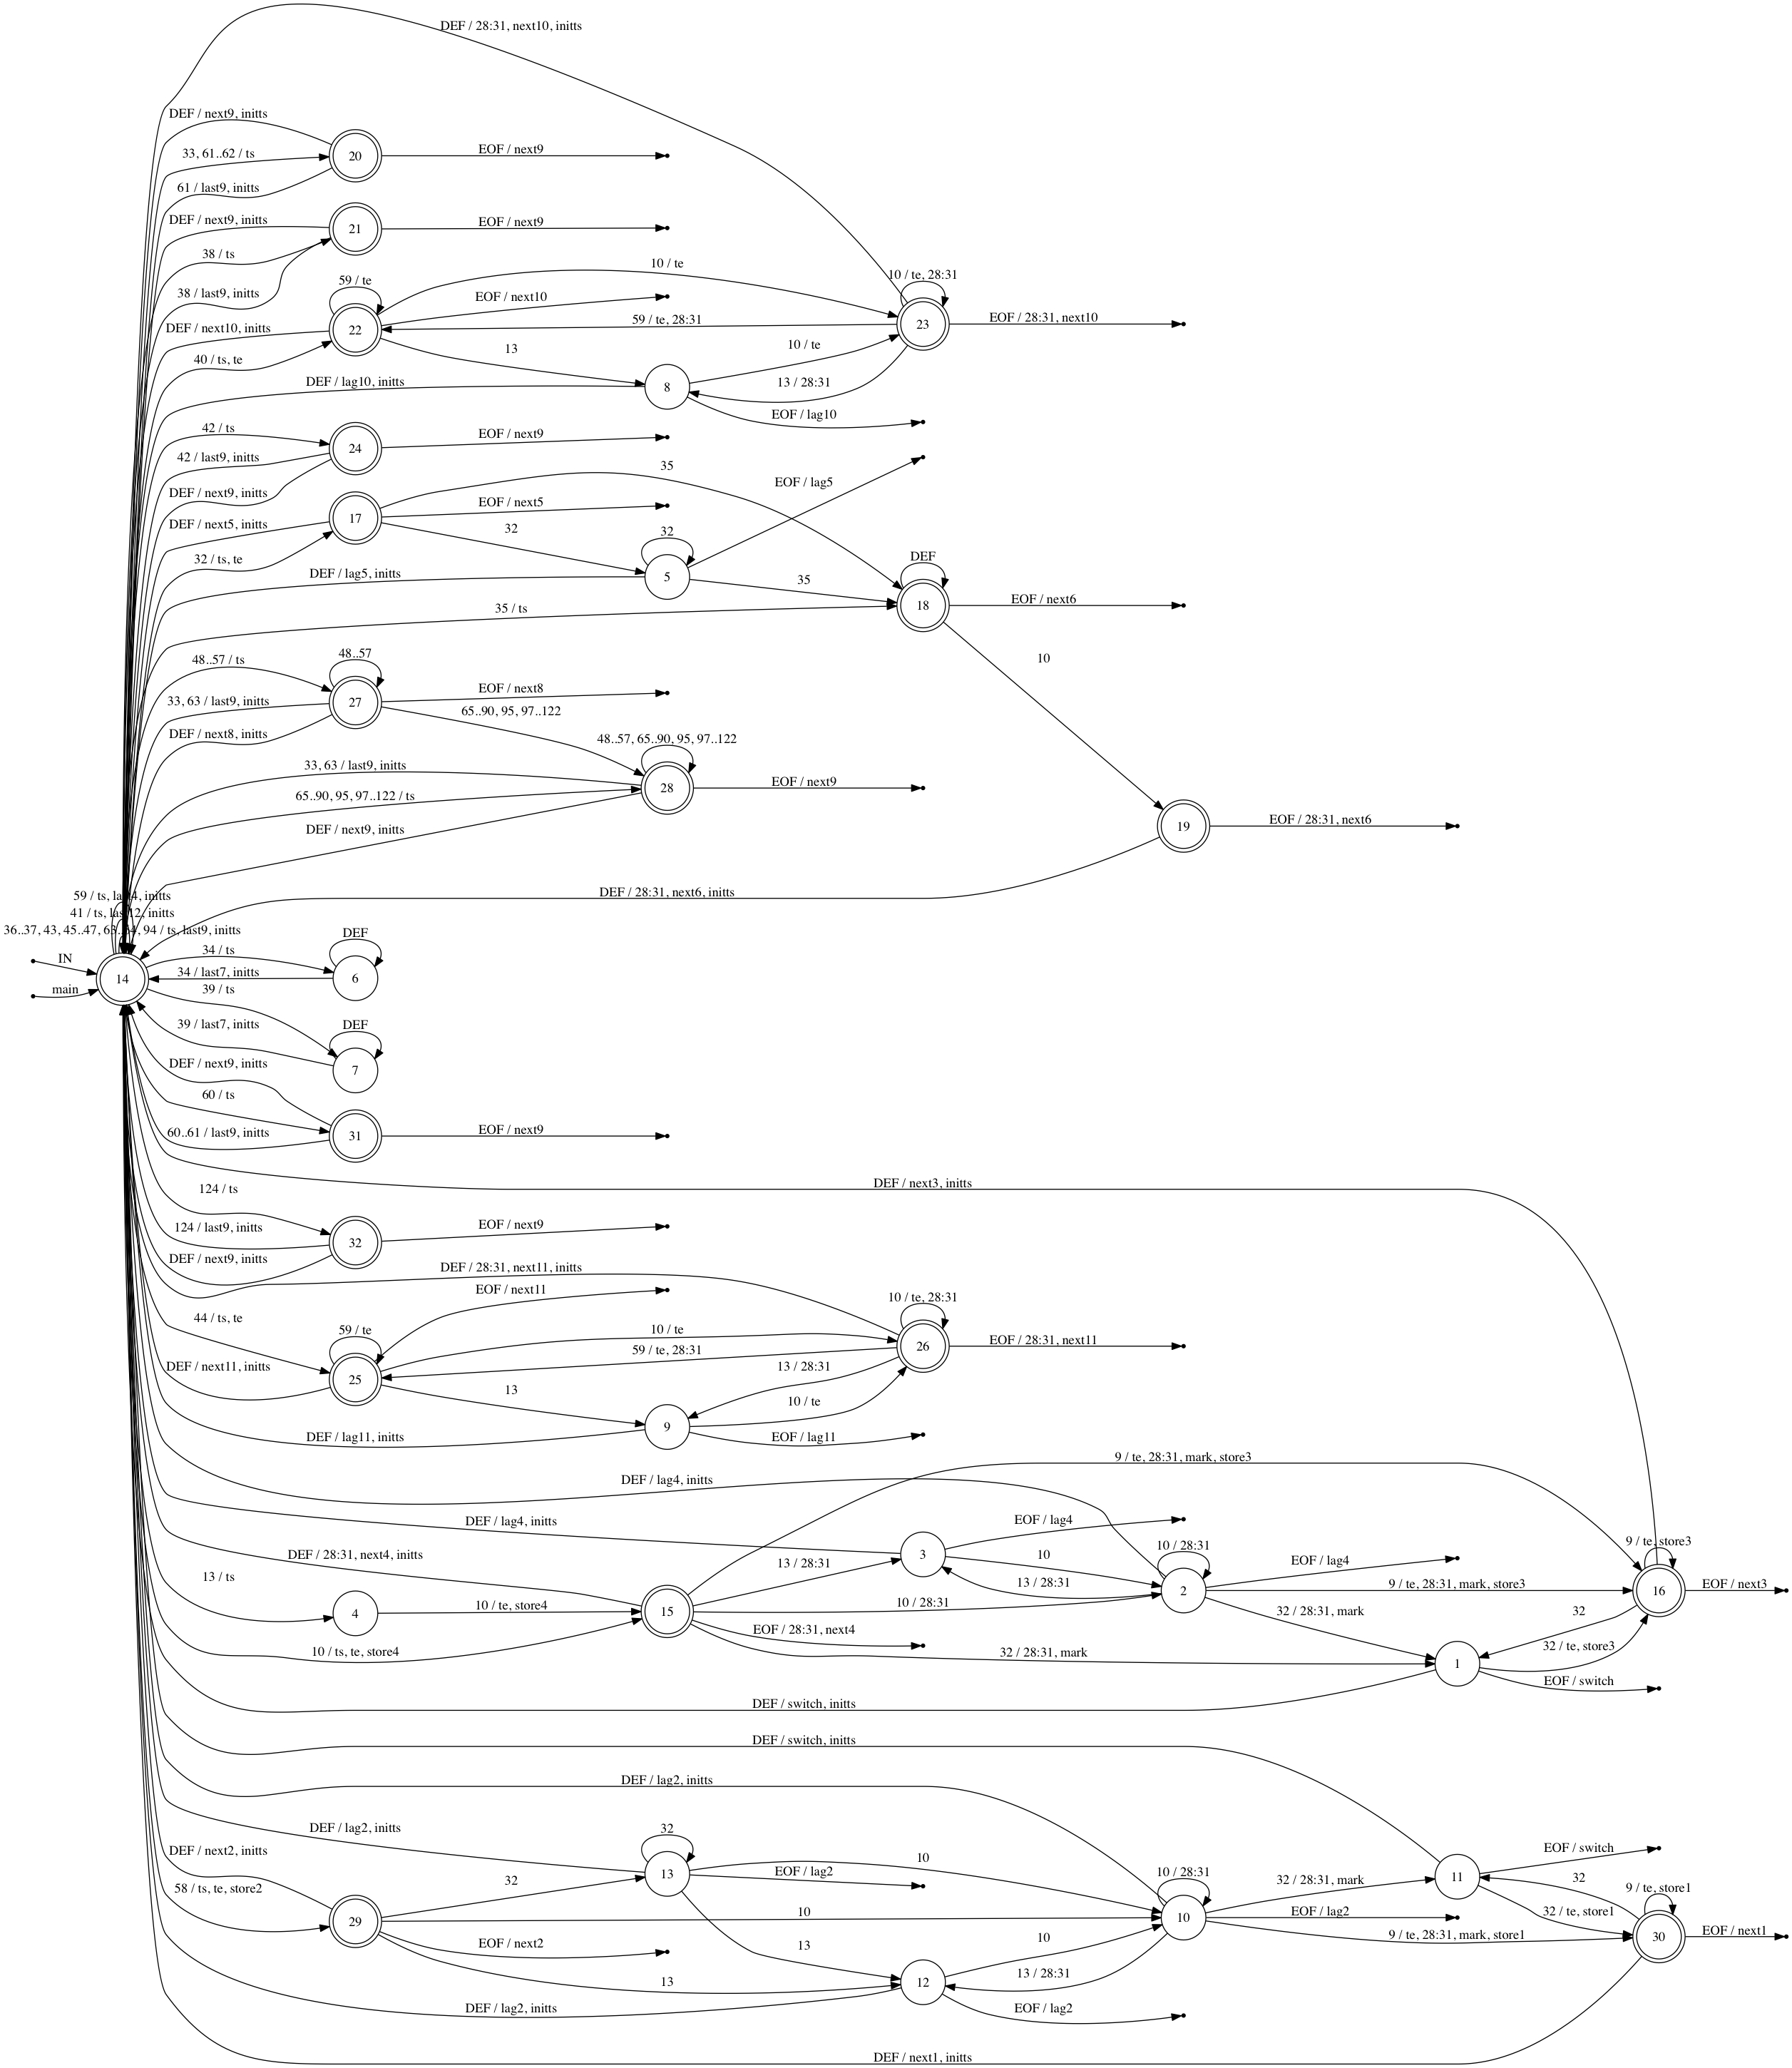 DEF / 28:31, next10, initts
DEF / next9, initts
33, 61..62 / ts
20
EOF / next9
61 / last9, initts
DEF / next9, initts
21
EOF / next9
38 / ts
38 / last9, initts
10 / te
10 / te, 28:31
59 / te
EOF / next10
DEF / next10, initts
22
59 / te, 28:31
23
EOF / 28:31, next10
40 / ts, te
13
10 / te
DEF / lag10, initts
8
13 / 28:31
EOF / lag10
42 / ts
24
EOF / next9
42 / last9, initts
DEF / next9, initts
35
EOF / lag5
17
EOF / next5
DEF / next5, initts
32
32
32 / ts, te
DEF / lag5, initts
5
35
DEF
35 / ts
18
EOF / next6
10
48..57 / ts
48..57
33, 63 / last9, initts
27
EOF / next8
65..90, 95, 97..122
DEF / next8, initts
48..57, 65..90, 95, 97..122
33, 63 / last9, initts
28
EOF / next9
65..90, 95, 97..122 / ts
DEF / next9, initts
19
EOF / 28:31, next6
DEF / 28:31, next6, initts
59 / ts, last4, initts
41 / ts, last12, initts
36..37, 43, 45..47, 63..64, 94 / ts, last9, initts
IN
main
14
34 / ts
DEF
34 / last7, initts
6
39 / ts
39 / last7, initts
DEF
7
DEF / next9, initts
60 / ts
60..61 / last9, initts
31
EOF / next9
DEF / next3, initts
124 / ts
124 / last9, initts
32
EOF / next9
DEF / next9, initts
DEF / 28:31, next11, initts
EOF / next11
10 / te, 28:31
44 / ts, te
59 / te
10 / te
26
EOF / 28:31, next11
59 / te, 28:31
DEF / next11, initts
25
13
13 / 28:31
10 / te
9
DEF / lag11, initts
EOF / lag11
9 / te, 28:31, mark, store3
DEF / lag4, initts
DEF / lag4, initts
EOF / lag4
DEF / 28:31, next4, initts
13 / 28:31
3
10
10 / 28:31
EOF / lag4
9 / te, store3
13 / ts
13 / 28:31
2
9 / te, 28:31, mark, store3
16
EOF / next3
4
10 / te, store4
15
10 / 28:31
32 / 28:31, mark
32
10 / ts, te, store4
EOF / 28:31, next4
32 / 28:31, mark
1
32 / te, store3
EOF / switch
DEF / switch, initts
DEF / switch, initts
DEF / lag2, initts
DEF / lag2, initts
32
DEF / next2, initts
58 / ts, te, store2
32
13
10
EOF / lag2
10 / 28:31
32 / 28:31, mark
11
EOF / switch
32
9 / te, store1
29
10
10
EOF / lag2
32 / te, store1
9 / te, 28:31, mark, store1
30
EOF / next1
EOF / next2
13
10
13
12
13 / 28:31
DEF / lag2, initts
EOF / lag2
DEF / next1, initts